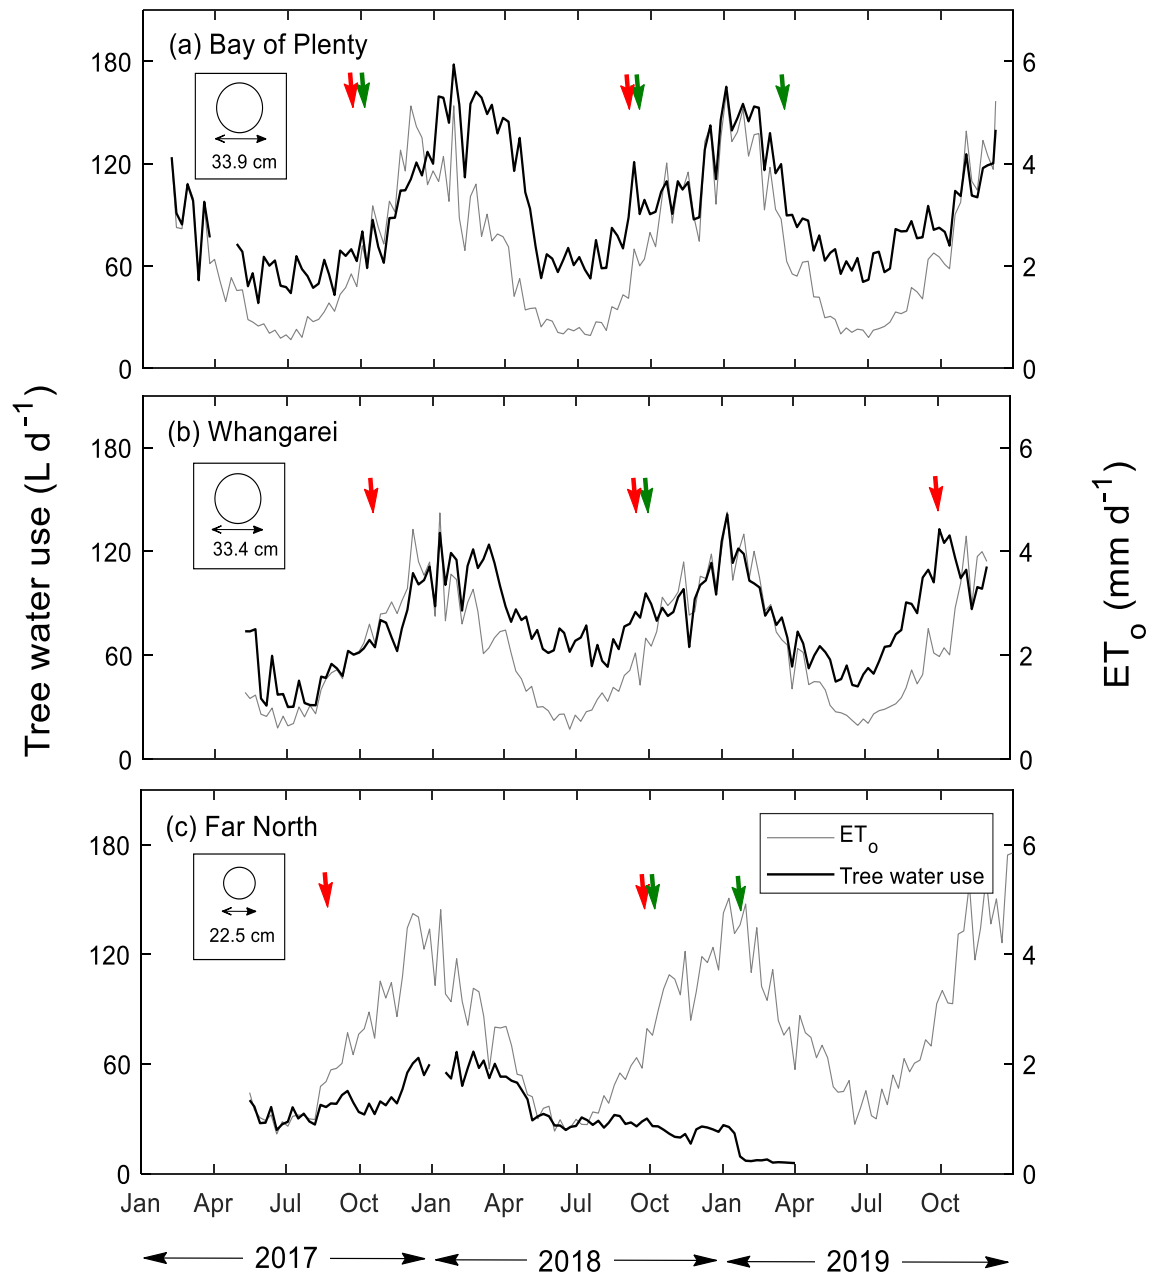 (a) Bay of Plenty
33.9 cm
180
120
60
0
6
4
2
0
(b) Whangarei
33.4 cm
180
120
60
0
6
4
2
0
Tree water use (L d⁻¹)
ETₒ (mm d⁻¹)
(c) Far North
22.5 cm
ETₒ
Tree water use
180
120
60
0
6
4
2
0
Jan Apr Jul Oct Jan Apr Jul Oct Jan Apr Jul Oct
2017 2018 2019